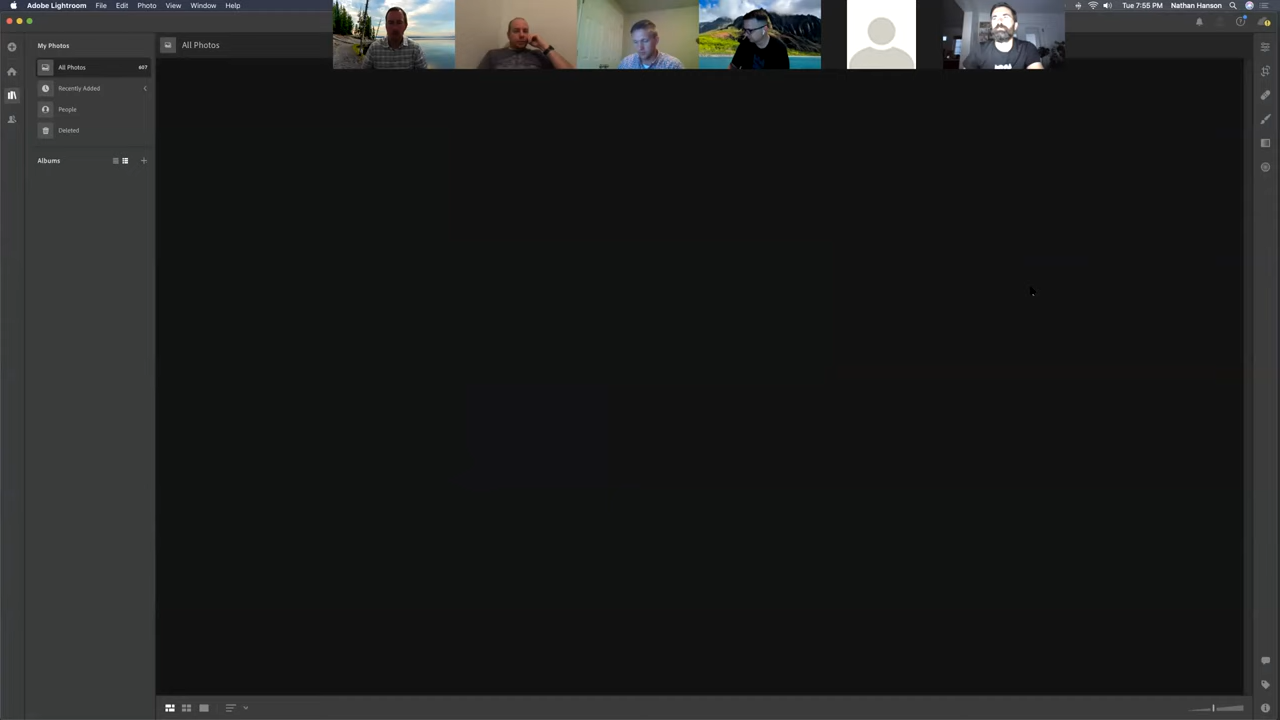 Adobe Lightroom File Edit Photo View Window Help
Tue 7:55 PM Nathan Hanson
My Photos
All Photos
All Photos 607
Recently Added
People
Deleted
Albums